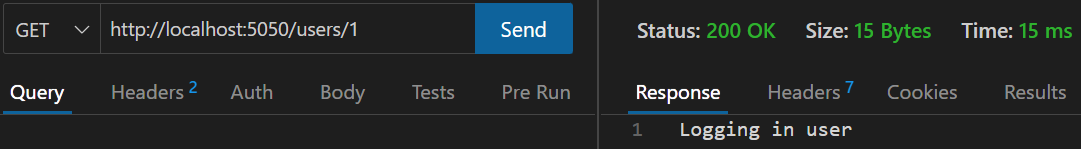 GET http://localhost:5050/users/1 Send
Query Headers 2 Auth Body Tests Pre Run
Status: 200 OK Size: 15 Bytes Time: 15 ms
Response Headers 7 Cookies Results
1 Logging in user